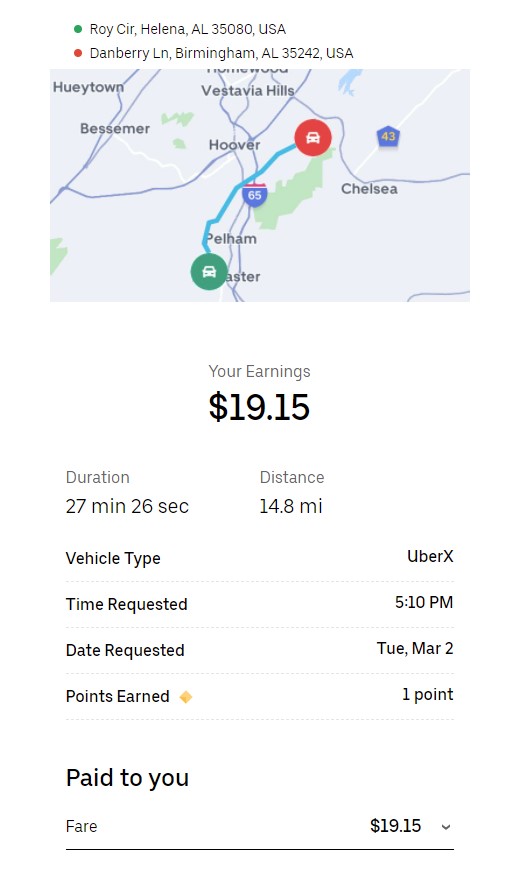 Roy Cir, Helena, AL 35080, USA
Danberry Ln, Birmingham, AL 35242, USA
Homewood
Hueytown
Vestavia Hills
Bessemer
43
Hoover
Chelsea
65
Pelham
aster
Your Earnings
$19.15
Duration Distance
27 min 26 sec 14.8 mi
Vehicle Type UberX
Time Requested 5:10 PM
Date Requested Tue, Mar 2
Points Earned 1 point
Paid to you
Fare $19.15